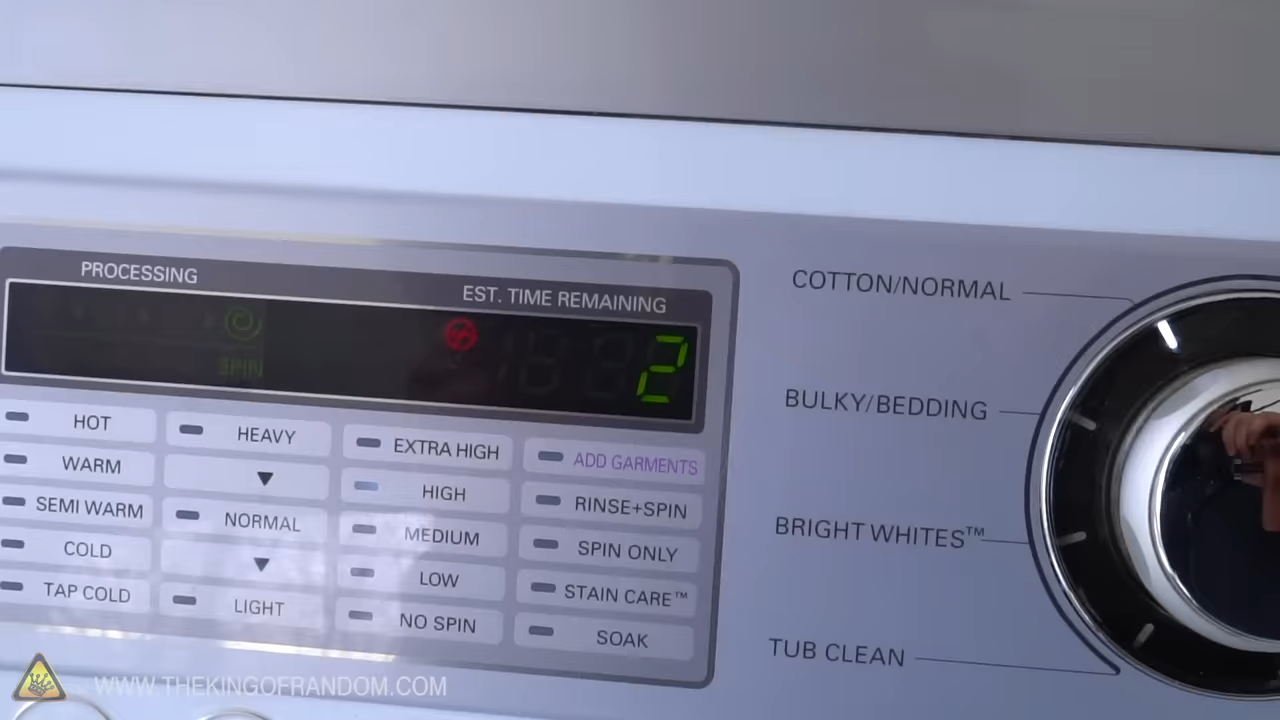 PROCESSING
EST. TIME REMAINING
SPIN
2
HOT
WARM
SEMI WARM
COLD
TAP COLD
HEAVY
NORMAL
LIGHT
EXTRA HIGH
HIGH
MEDIUM
LOW
NO SPIN
ADD GARMENTS
RINSE+SPIN
SPIN ONLY
STAIN CARE™
SOAK
COTTON/NORMAL
BULKY/BEDDING
BRIGHT WHITES™
TUB CLEAN
WWW.THEKINGOFRANDOM.COM